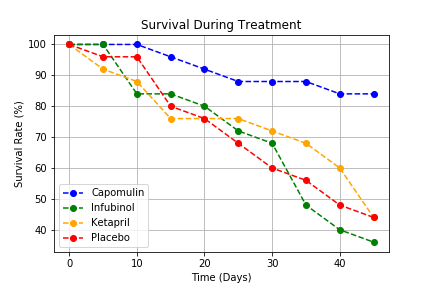 Survival During Treatment
100
90
80
70
60
50
40
Survival Rate (%)
Capomulin
Infubinol
Ketapril
Placebo
0
10
20
30
40
Time (Days)